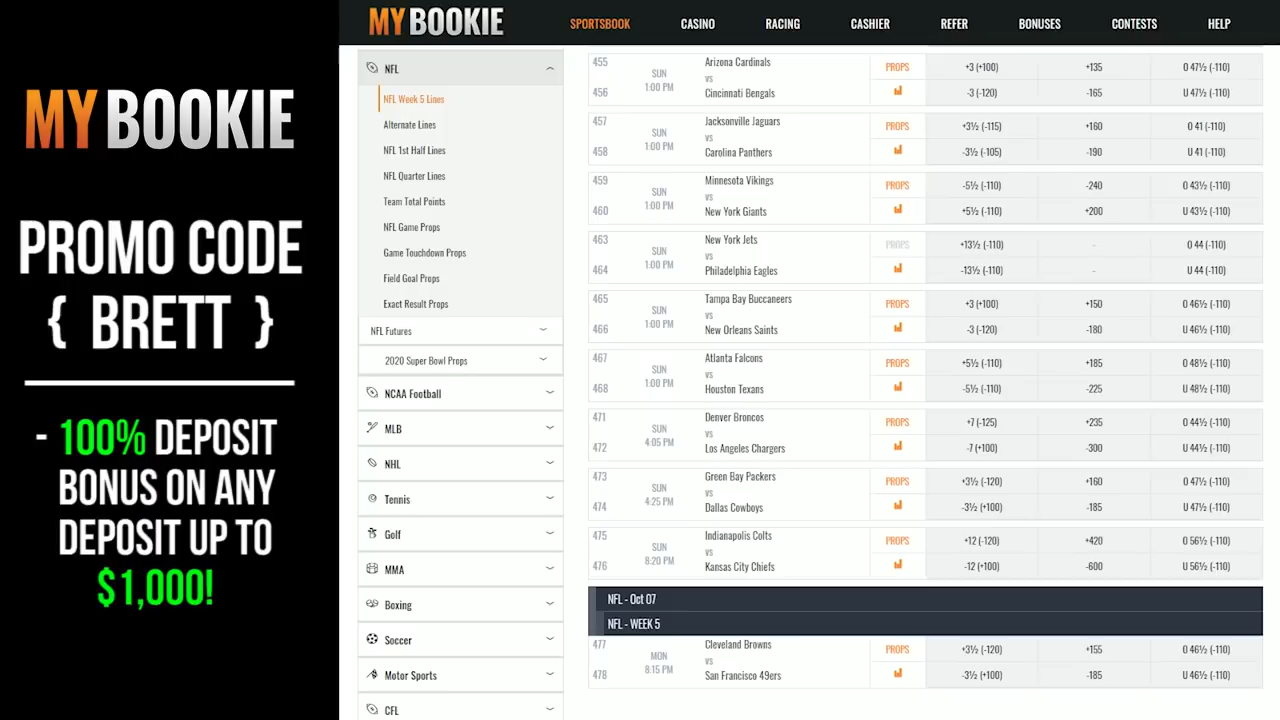 MYBOOKIE
PROMO CODE
{ BRETT }
- 100% DEPOSIT
BONUS ON ANY
DEPOSIT UP TO
$1,000!
MYBOOKIE
SPORTSBOOK CASINO RACING CASHIER REFER BONUSES CONTESTS HELP
NFL
NFL Week 5 Lines
Alternate Lines
NFL 1st Half Lines
NFL Quarter Lines
Team Total Points
NFL Game Props
Game Touchdown Props
Field Goal Props
Exact Result Props
NFL Futures
2020 Super Bowl Props
NCAA Football
MLB
NHL
Tennis
Golf
MMA
Boxing
Soccer
Motor Sports
CFL
455 Arizona Cardinals PROPS +3 (+100) +135 O 47½ (-110)
SUN
1:00 PM
vs
456 Cincinnati Bengals -3 (-120) -165 U 47½ (-110)
457 Jacksonville Jaguars PROPS +3½ (-115) +160 O 41 (-110)
SUN
1:00 PM
vs
458 Carolina Panthers -3½ (-105) -190 U 41 (-110)
459 Minnesota Vikings PROPS -5½ (-110) -240 O 43½ (-110)
SUN
1:00 PM
vs
460 New York Giants +5½ (-110) +200 U 43½ (-110)
463 New York Jets PROPS +13½ (-110) - O 44 (-110)
SUN
1:00 PM
vs
464 Philadelphia Eagles -13½ (-110) - U 44 (-110)
465 Tampa Bay Buccaneers PROPS +3 (+100) +150 O 46½ (-110)
SUN
1:00 PM
vs
466 New Orleans Saints -3 (-120) -180 U 46½ (-110)
467 Atlanta Falcons PROPS +5½ (-110) +185 O 48½ (-110)
SUN
1:00 PM
vs
468 Houston Texans -5½ (-110) -225 U 48½ (-110)
471 Denver Broncos PROPS +7 (-125) +235 O 44½ (-110)
SUN
4:05 PM
vs
472 Los Angeles Chargers -7 (+100) -300 U 44½ (-110)
473 Green Bay Packers PROPS +3½ (-120) +160 O 47½ (-110)
SUN
4:25 PM
vs
474 Dallas Cowboys -3½ (+100) -185 U 47½ (-110)
475 Indianapolis Colts PROPS +12 (-120) +420 O 56½ (-110)
SUN
8:20 PM
vs
476 Kansas City Chiefs -12 (+100) -600 U 56½ (-110)
NFL - Oct 07
NFL - WEEK 5
477 Cleveland Browns PROPS +3½ (-120) +155 O 46½ (-110)
MON
8:15 PM
vs
478 San Francisco 49ers -3½ (+100) -185 U 46½ (-110)